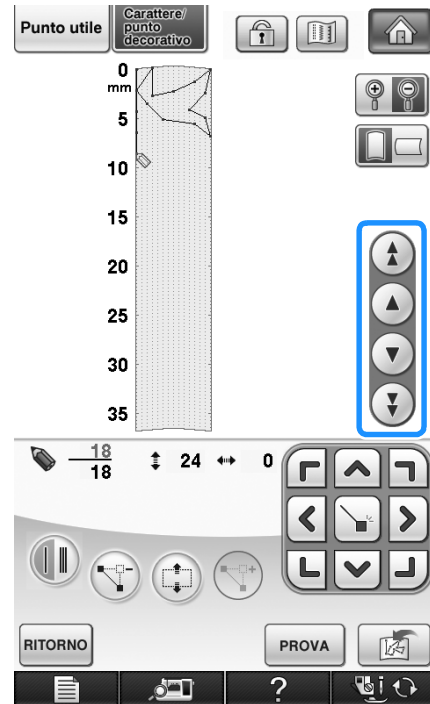 Punto utile
Carattere/
punto
decorativo
0
mm
5
10
15
20
25
30
35
18
18
24
0
RITORNO
PROVA
?